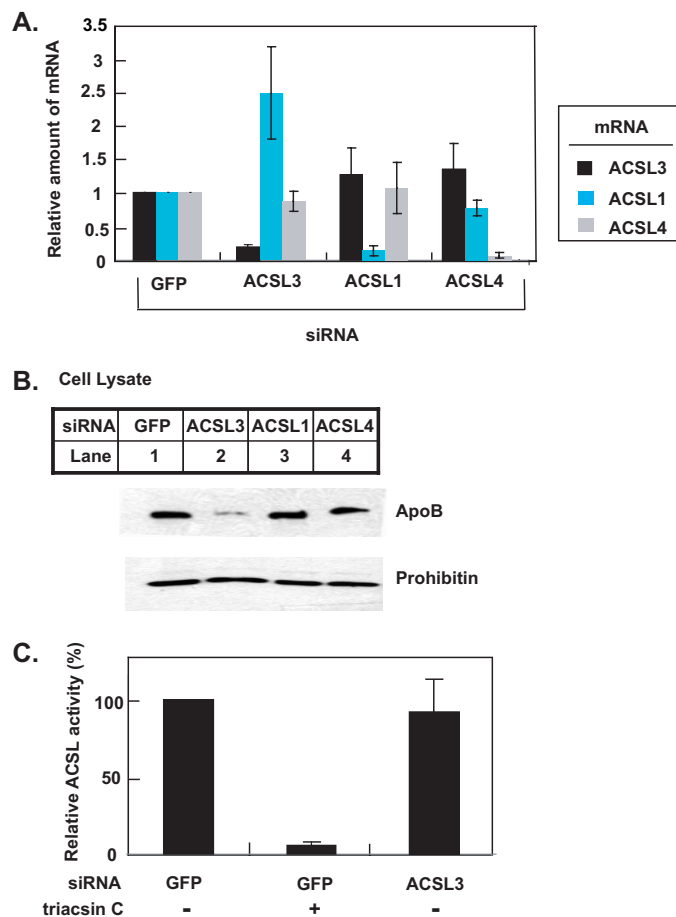 A.
Relative amount of mRNA
3.5
3
2.5
2
1.5
1
0.5
0
GFP ACSL3 ACSL1 ACSL4
siRNA
mRNA
ACSL3
ACSL1
ACSL4
B. Cell Lysate
siRNA GFP ACSL3 ACSL1 ACSL4
Lane 1 2 3 4
ApoB
Prohibitin
C.
Relative ACSL activity (%)
100
50
0
siRNA GFP GFP ACSL3
triacsin C - + -